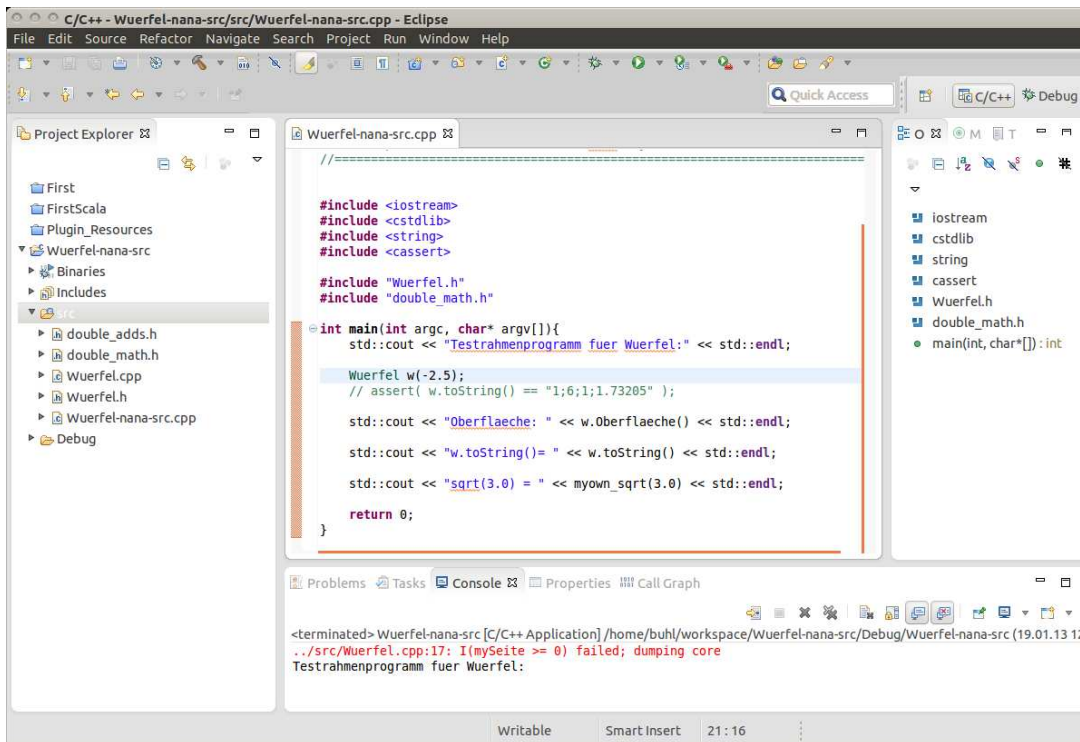 C/C++ - Wuerfel-nana-src/src/Wuerfel-nana-src.cpp - Eclipse
File Edit Source Refactor Navigate Search Project Run Window Help
Quick Access
C/C++
Debug
Project Explorer
First
FirstScala
Plugin_Resources
Wuerfel-nana-src
Binaries
Includes
src
double_adds.h
double_math.h
Wuerfel.cpp
Wuerfel.h
Wuerfel-nana-src.cpp
Debug
Wuerfel-nana-src.cpp
//=========================================================================
#include <iostream>
#include <cstdlib>
#include <string>
#include <cassert>
#include "Wuerfel.h"
#include "double_math.h"
int main(int argc, char* argv[]){
std::cout << "Testrahmenprogramm fuer Wuerfel:" << std::endl;
Wuerfel w(-2.5);
// assert( w.toString() == "1;6;1;1.73205" );
std::cout << "Oberflaeche: " << w.Oberflaeche() << std::endl;
std::cout << "w.toString()= " << w.toString() << std::endl;
std::cout << "sqrt(3.0) = " << myown_sqrt(3.0) << std::endl;
return 0;
}
O M T
iostream
cstdlib
string
cassert
Wuerfel.h
double_math.h
main(int, char*[]) : int
Problems Tasks Console Properties Call Graph
<terminated> Wuerfel-nana-src [C/C++ Application] /home/buhl/workspace/Wuerfel-nana-src/Debug/Wuerfel-nana-src (19.01.13 12
../src/Wuerfel.cpp:17: I(mySeite >= 0) failed; dumping core
Testrahmenprogramm fuer Wuerfel:
Writable Smart Insert 21 : 16